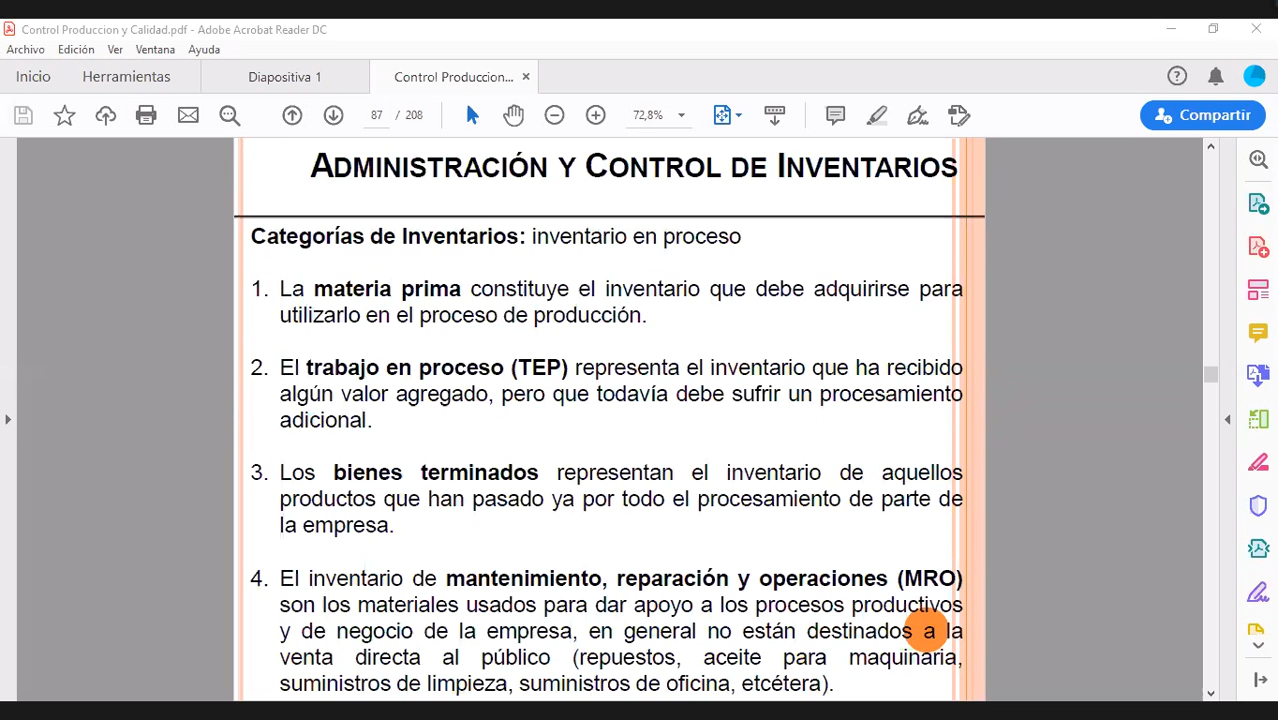 Control Produccion y Calidad.pdf - Adobe Acrobat Reader DC
Archivo Edición Ver Ventana Ayuda
Inicio Herramientas Diapositiva 1 Control Produccion... ×
87 / 208 72,8% Compartir
ADMINISTRACIÓN Y CONTROL DE INVENTARIOS
Categorías de Inventarios: inventario en proceso
1. La materia prima constituye el inventario que debe adquirirse para
utilizarlo en el proceso de producción.
2. El trabajo en proceso (TEP) representa el inventario que ha recibido
algún valor agregado, pero que todavía debe sufrir un procesamiento
adicional.
3. Los bienes terminados representan el inventario de aquellos
productos que han pasado ya por todo el procesamiento de parte de
la empresa.
4. El inventario de mantenimiento, reparación y operaciones (MRO)
son los materiales usados para dar apoyo a los procesos productivos
y de negocio de la empresa, en general no están destinados a la
venta directa al público (repuestos, aceite para maquinaria,
suministros de limpieza, suministros de oficina, etcétera).